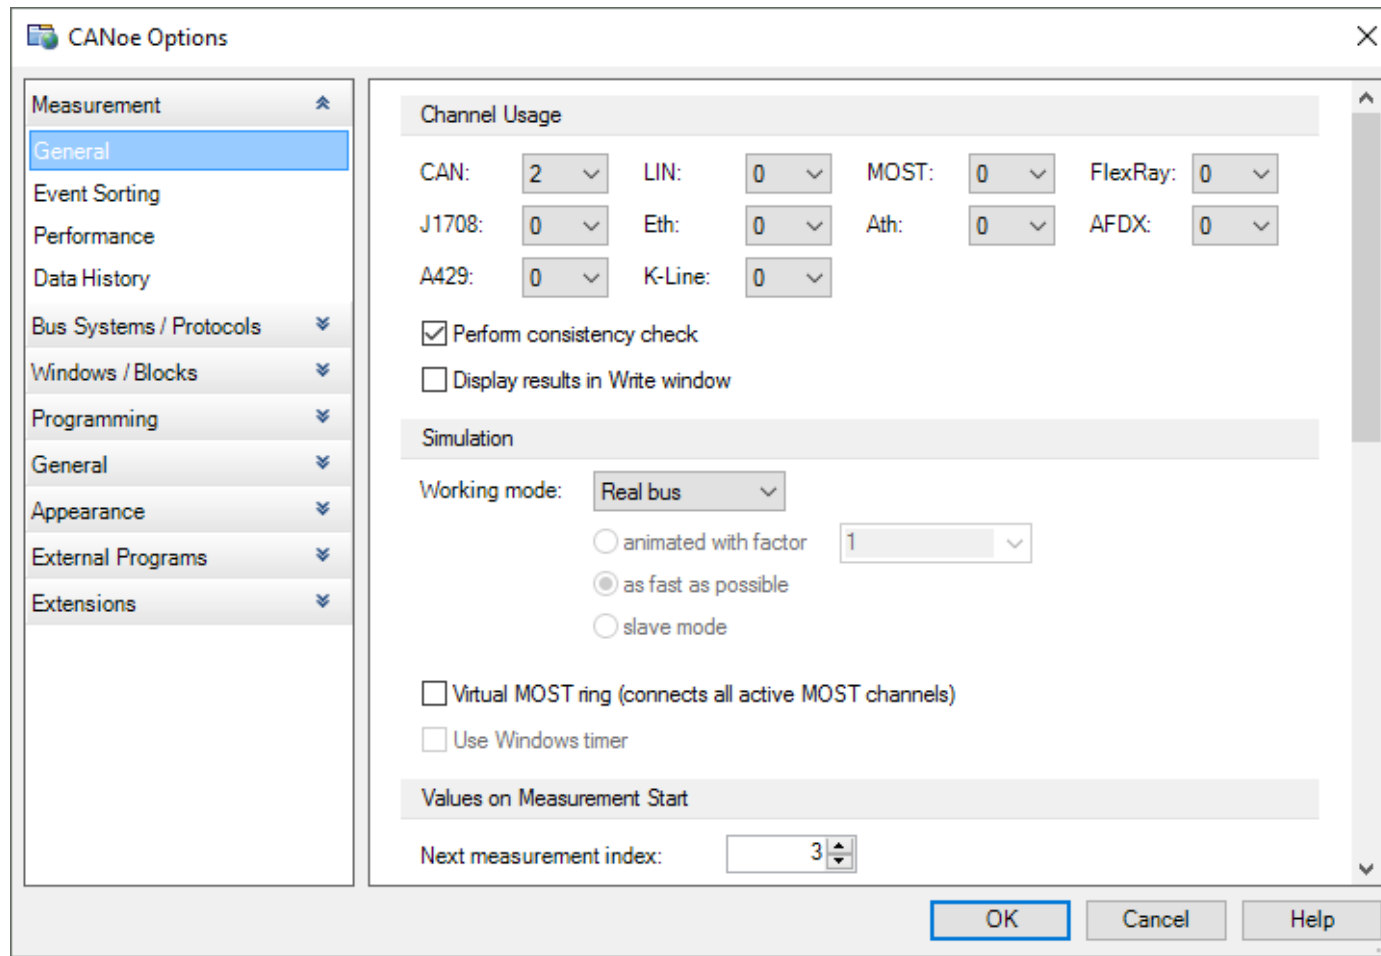 CANoe Options
Measurement
General
Event Sorting
Performance
Data History
Bus Systems / Protocols
Windows / Blocks
Programming
General
Appearance
External Programs
Extensions
Channel Usage
CAN: 2 LIN: 0 MOST: 0 FlexRay: 0
J1708: 0 Eth: 0 Ath: 0 AFDX: 0
A429: 0 K-Line: 0
Perform consistency check
Display results in Write window
Simulation
Working mode: Real bus
animated with factor 1
as fast as possible
slave mode
Virtual MOST ring (connects all active MOST channels)
Use Windows timer
Values on Measurement Start
Next measurement index: 3
OK Cancel Help